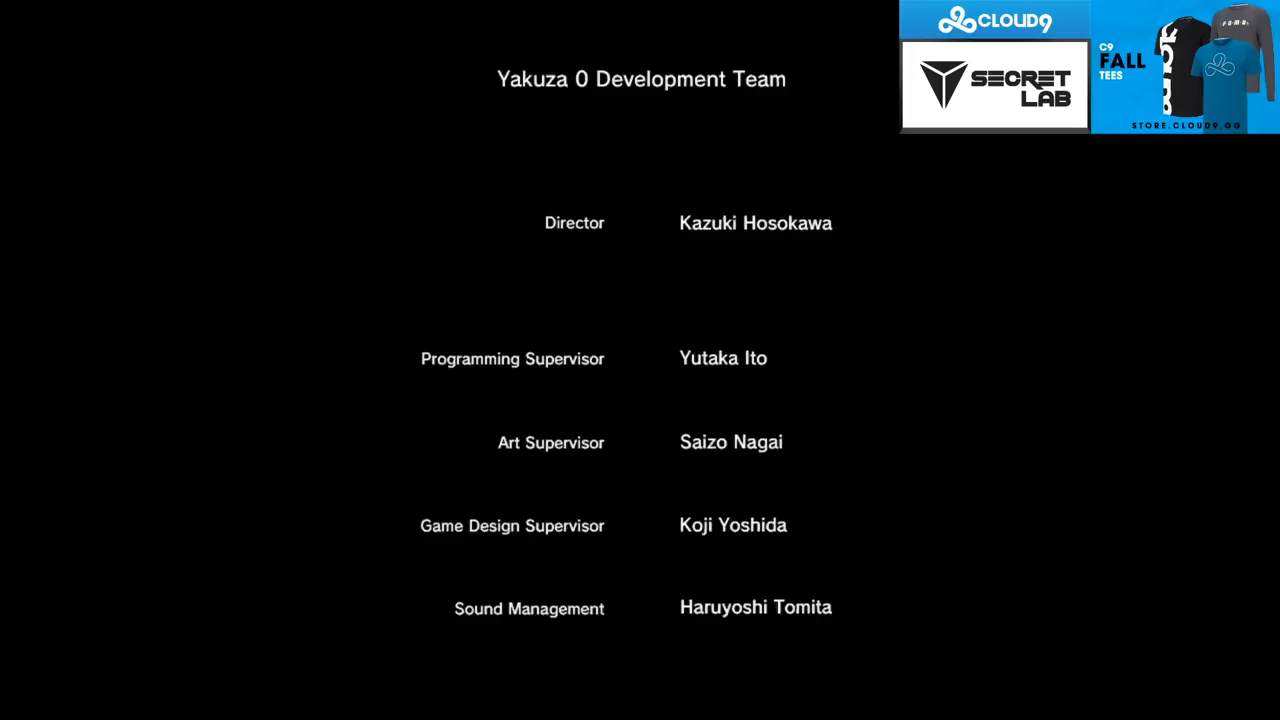 Yakuza 0 Development Team
CLOUD9
SECRET
LAB
C9
FALL
TEES
STORE.CLOUD9.GG
Director Kazuki Hosokawa
Programming Supervisor Yutaka Ito
Art Supervisor Saizo Nagai
Game Design Supervisor Koji Yoshida
Sound Management Haruyoshi Tomita